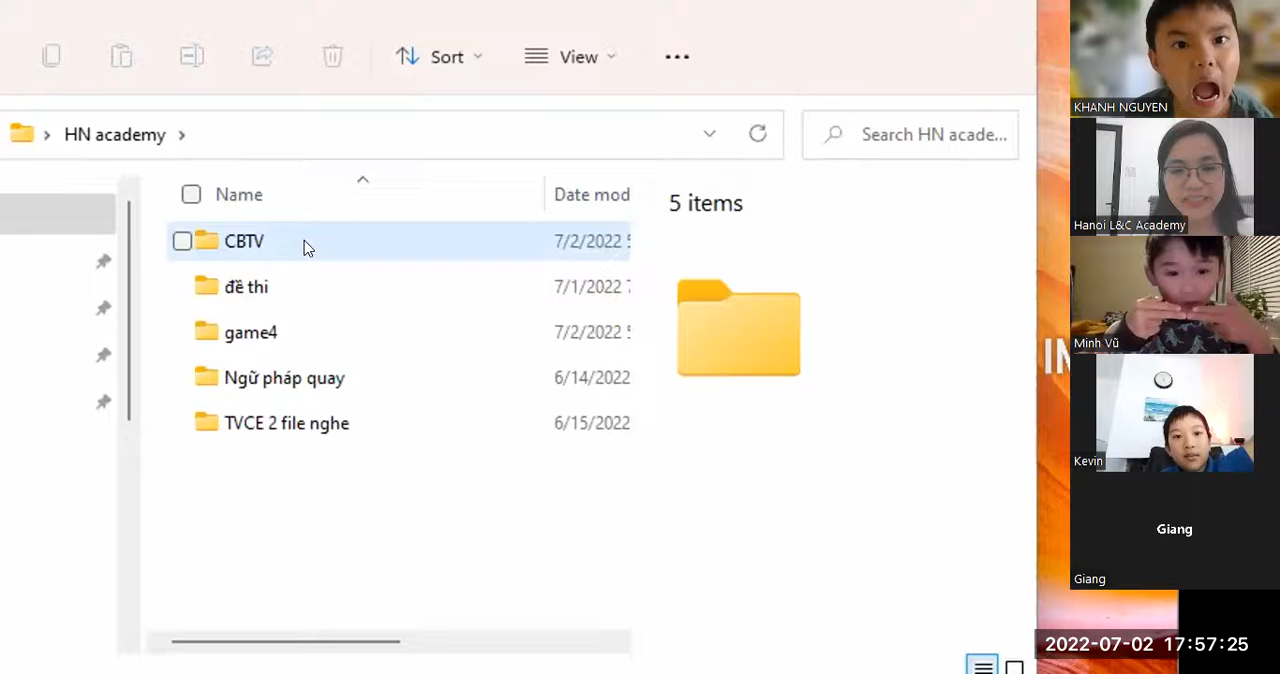 Sort
View
HN academy
Search HN acade...
Name
Date mod
5 items
CBTV
7/2/2022
đề thi
7/1/2022
game4
7/2/2022
Ngữ pháp quay
6/14/2022
TVCE 2 file nghe
6/15/2022
KHANH NGUYEN
Hanoi L&C Academy
Minh Vũ
IN
Kevin
Giang
Giang
2022-07-02 17:57:25